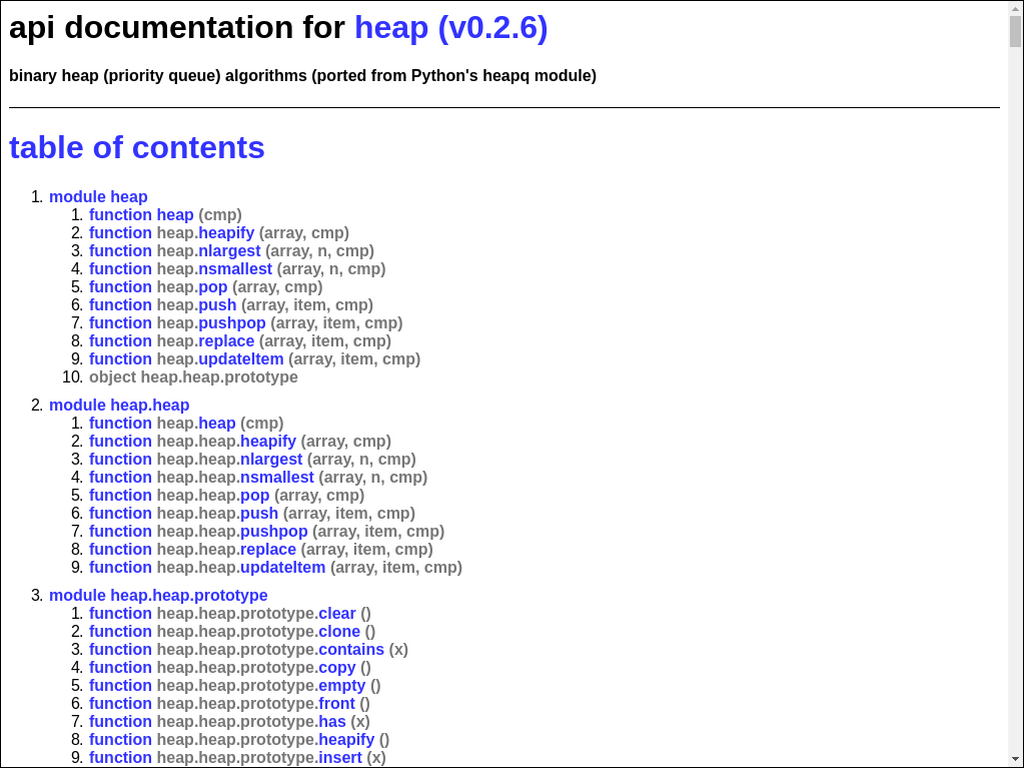 api documentation for heap (v0.2.6)
binary heap (priority queue) algorithms (ported from Python's heapq module)
table of contents
1. module heap
1. function heap (cmp)
2. function heap.heapify (array, cmp)
3. function heap.nlargest (array, n, cmp)
4. function heap.nsmallest (array, n, cmp)
5. function heap.pop (array, cmp)
6. function heap.push (array, item, cmp)
7. function heap.pushpop (array, item, cmp)
8. function heap.replace (array, item, cmp)
9. function heap.updateItem (array, item, cmp)
10. object heap.heap.prototype
2. module heap.heap
1. function heap.heap (cmp)
2. function heap.heap.heapify (array, cmp)
3. function heap.heap.nlargest (array, n, cmp)
4. function heap.heap.nsmallest (array, n, cmp)
5. function heap.heap.pop (array, cmp)
6. function heap.heap.push (array, item, cmp)
7. function heap.heap.pushpop (array, item, cmp)
8. function heap.heap.replace (array, item, cmp)
9. function heap.heap.updateItem (array, item, cmp)
3. module heap.heap.prototype
1. function heap.heap.prototype.clear ()
2. function heap.heap.prototype.clone ()
3. function heap.heap.prototype.contains (x)
4. function heap.heap.prototype.copy ()
5. function heap.heap.prototype.empty ()
6. function heap.heap.prototype.front ()
7. function heap.heap.prototype.has (x)
8. function heap.heap.prototype.heapify ()
9. function heap.heap.prototype.insert (x)